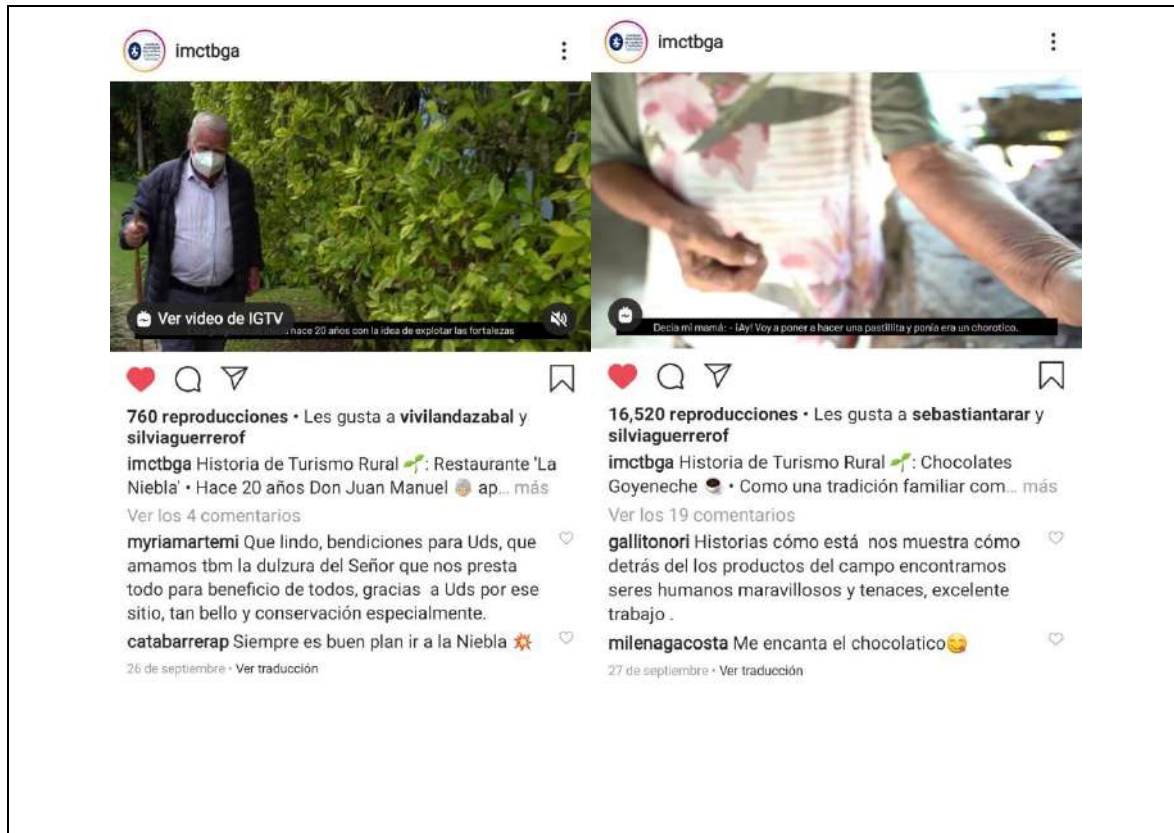 imctbga
Ver video de IGTV
hace 20 años con la idea de explotar las fortalezas
760 reproducciones • Les gusta a vivilandazabal y
silviaguerrerof
imctbga Historia de Turismo Rural 🌱: Restaurante 'La
Niebla' • Hace 20 años Don Juan Manuel 👴🏼 ap... más
Ver los 4 comentarios
myriamartemi Que lindo, bendiciones para Uds, que
amamos tbm la dulzura del Señor que nos presta
todo para beneficio de todos, gracias a Uds por ese
sitio, tan bello y conservación especialmente.
catabarrerap Siempre es buen plan ir a la Niebla 💥
26 de septiembre • Ver traducción
imctbga
Decía mi mamá: - ¡Ay! Voy a poner a hacer una pastillita y ponía era un chorotico.
16,520 reproducciones • Les gusta a sebastiantarar y
silviaguerrerof
imctbga Historia de Turismo Rural 🌱: Chocolates
Goyeneche ☕ • Como una tradición familiar com... más
Ver los 19 comentarios
gallitonori Historias cómo está nos muestra cómo
detrás del los productos del campo encontramos
seres humanos maravillosos y tenaces, excelente
trabajo .
milenagacosta Me encanta el chocolatico😋
27 de septiembre • Ver traducción